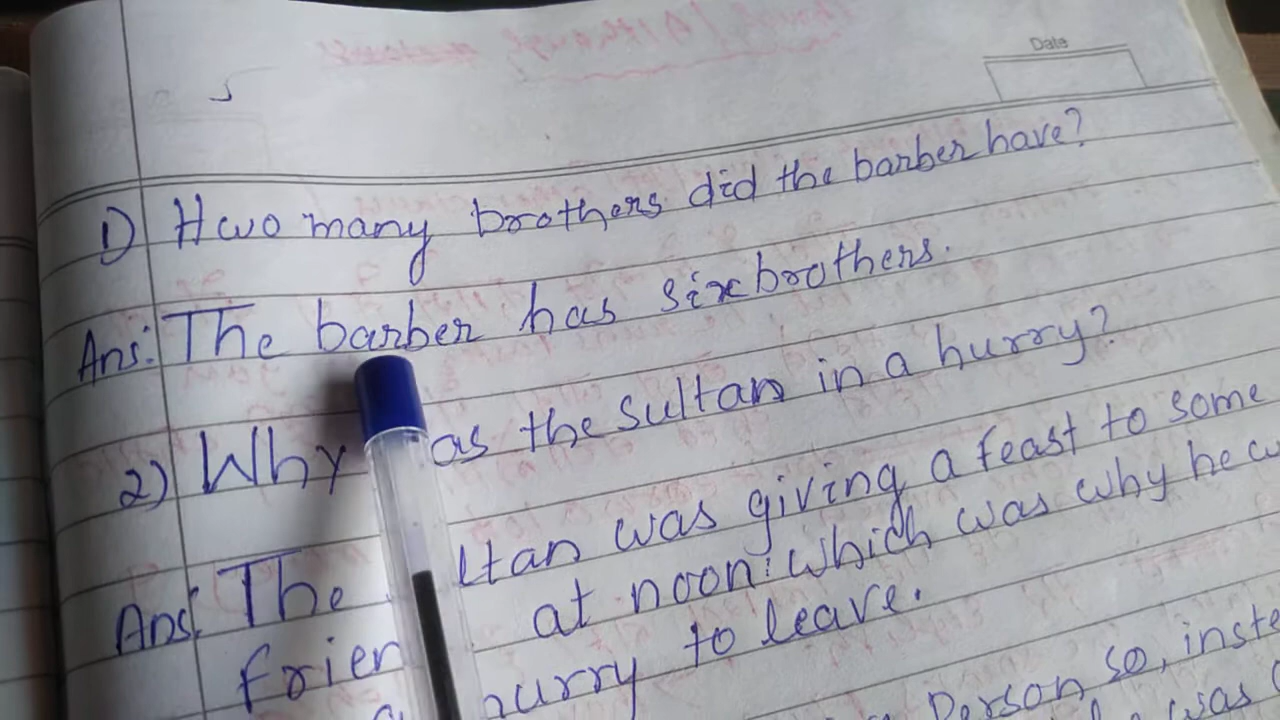 Date
1) Hwo many brothers did the barber have?
Ans: The barber has six brothers.
2) Why as the sultan in a hurry?
Ans: The ltan was giving a feast to some
frien at noon. which was why he w
hurry to leave.
Person so, inste
was